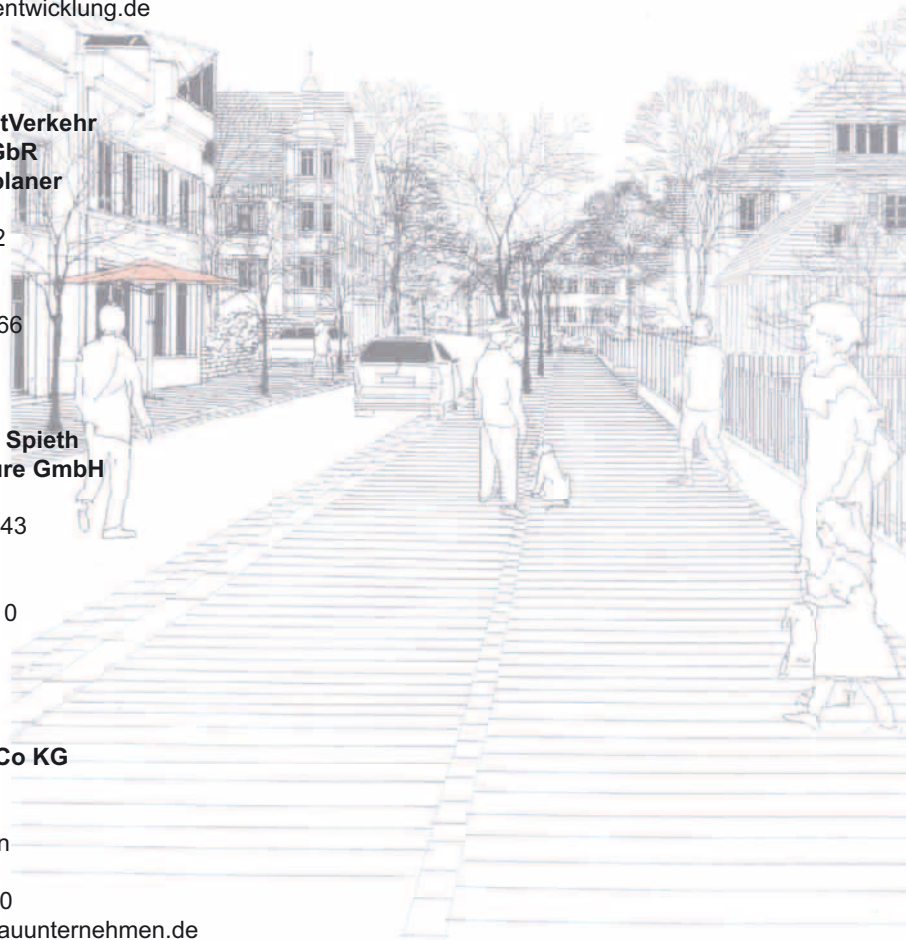 entwicklung.de
tVerkehr
GbR
planer
2
66
Spieth
ure GmbH
43
0
Co KG
n
0
auunternehmen.de